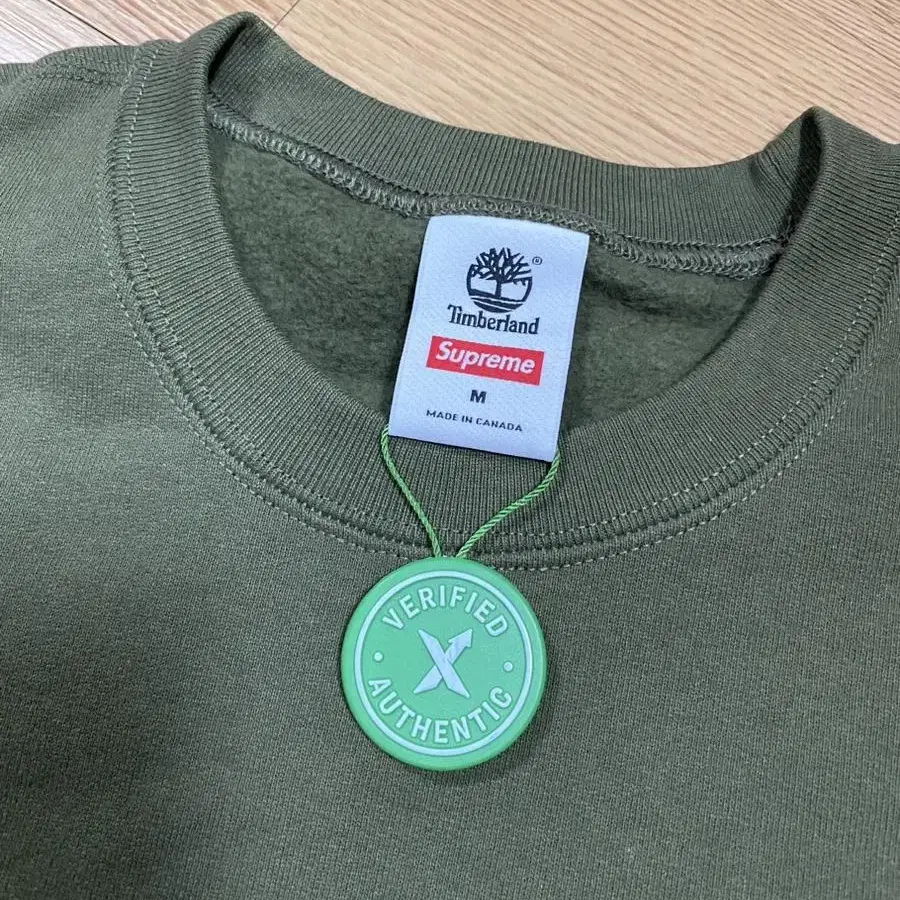 ®
Timberland
Supreme
M
MADE IN CANADA
VERIFIED
X
AUTHENTIC